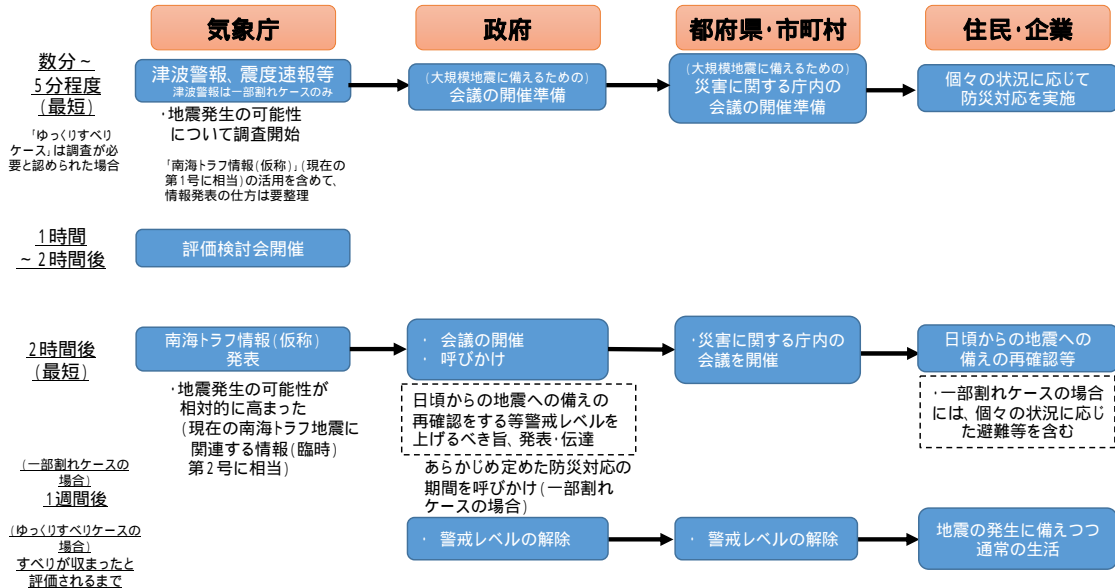 気象庁
政府
都府県・市町村
住民・企業
数分~
5分程度
(最短)
「ゆっくりすべり
ケース」は調査が必
要と認められた場合
津波警報、震度速報等
津波警報は一部割れケースのみ
・地震発生の可能性
について調査開始
「南海トラフ情報(仮称)」(現在の
第1号に相当)の活用を含めて、
情報発表の仕方は要整理
(大規模地震に備えるための)
会議の開催準備
(大規模地震に備えるための)
災害に関する庁内の
会議の開催準備
個々の状況に応じて
防災対応を実施
1時間
~2時間後
評価検討会開催
2時間後
(最短)
南海トラフ情報(仮称)
発表
・地震発生の可能性が
相対的に高まった
(現在の南海トラフ地震に
関連する情報(臨時)
第2号に相当)
・ 会議の開催
・ 呼びかけ
日頃からの地震への備えの
再確認をする等警戒レベルを
上げるべき旨、発表・伝達
あらかじめ定めた防災対応の
期間を呼びかけ(一部割れ
ケースの場合)
・災害に関する庁内の
会議を開催
日頃からの地震への
備えの再確認等
・一部割れケースの場合
には、個々の状況に応じ
た避難等を含む
(一部割れケースの
場合)
1週間後
(ゆっくりすべりケースの
場合)
すべりが収まったと
評価されるまで
・ 警戒レベルの解除
・ 警戒レベルの解除
地震の発生に備えつつ
通常の生活